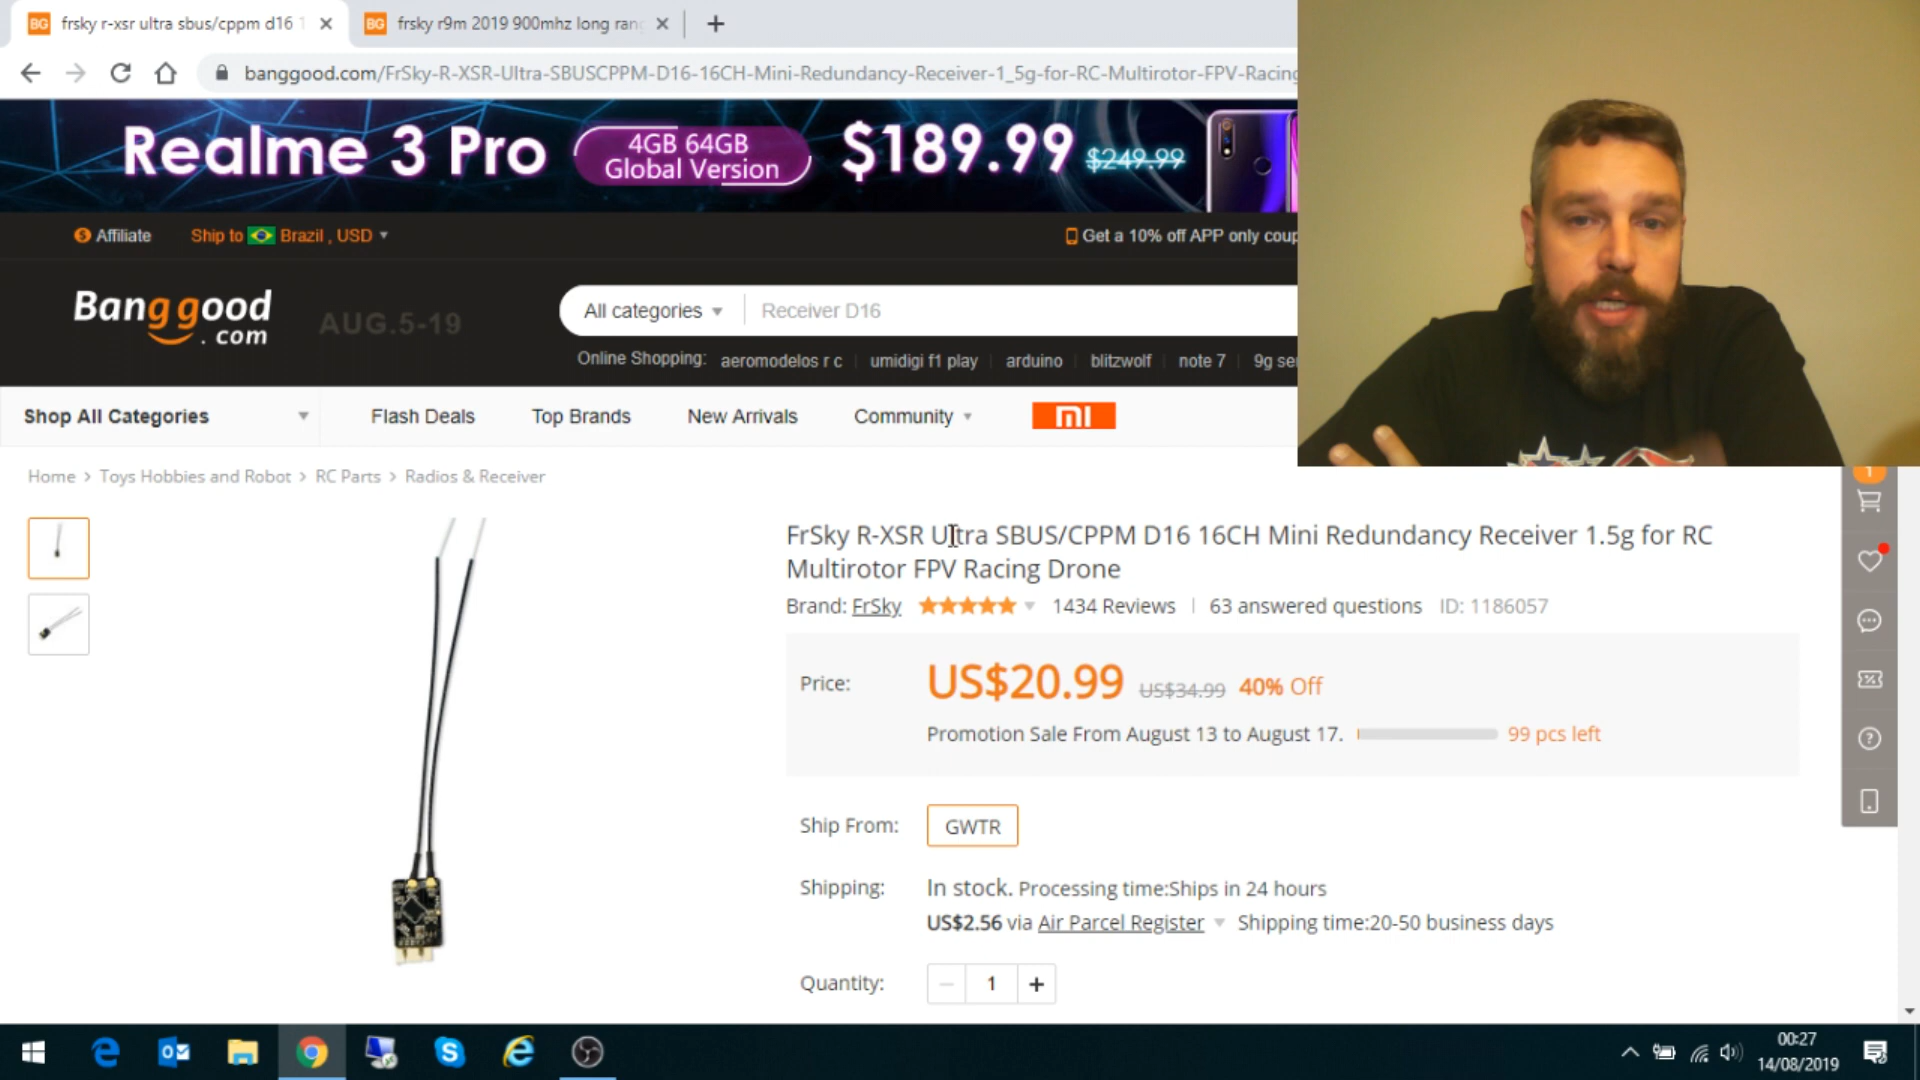 frsky r-xsr ultra sbus/cppm d16 1
frsky r9m 2019 900mhz long ran
banggood.com/FrSky-R-XSR-Ultra-SBUSCPPM-D16-16CH-Mini-Redundancy-Receiver-1_5g-for-RC-Multirotor-FPV-Racing
Realme 3 Pro
4GB 64GB
Global Version
$189.99
$249.99
Affiliate
Ship to Brazil , USD
Get a 10% off APP only coup
Banggood
.com
AUG.5-19
All categories
Receiver D16
Online Shopping: aeromodelos r c umidigi f1 play arduino blitzwolf note 7 9g se
Shop All Categories
Flash Deals
Top Brands
New Arrivals
Community
mi
Home > Toys Hobbies and Robot > RC Parts > Radios & Receiver
1
FrSky R-XSR Ultra SBUS/CPPM D16 16CH Mini Redundancy Receiver 1.5g for RC
Multirotor FPV Racing Drone
Brand: FrSky 1434 Reviews 63 answered questions ID: 1186057
Price: US$20.99 US$34.99 40% Off
Promotion Sale From August 13 to August 17. 99 pcs left
Ship From: GWTR
Shipping: In stock. Processing time:Ships in 24 hours
US$2.56 via Air Parcel Register Shipping time:20-50 business days
Quantity: 1
00:27
14/08/2019